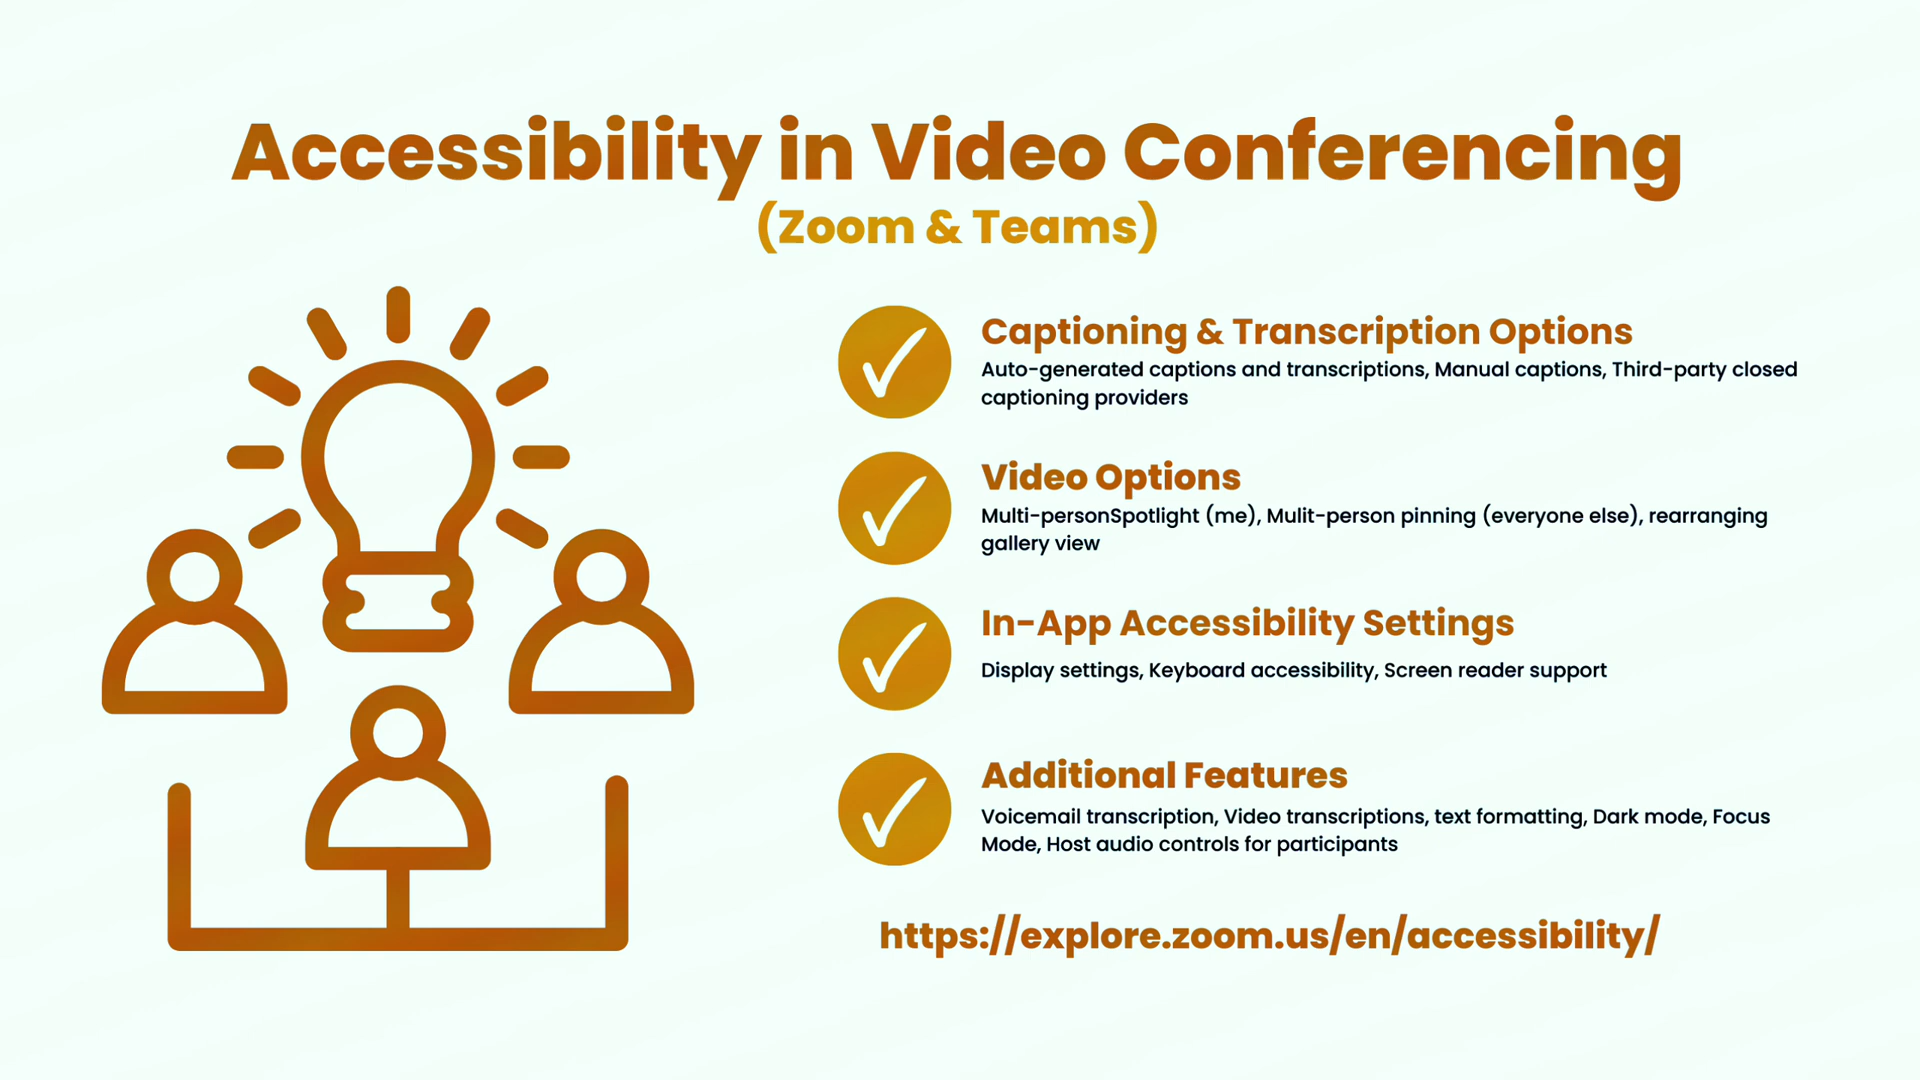 Accessibility in Video Conferencing
(Zoom & Teams)
Captioning & Transcription Options
Auto-generated captions and transcriptions, Manual captions, Third-party closed
captioning providers
Video Options
Multi-personSpotlight (me), Mulit-person pinning (everyone else), rearranging
gallery view
In-App Accessibility Settings
Display settings, Keyboard accessibility, Screen reader support
Additional Features
Voicemail transcription, Video transcriptions, text formatting, Dark mode, Focus
Mode, Host audio controls for participants
https://explore.zoom.us/en/accessibility/